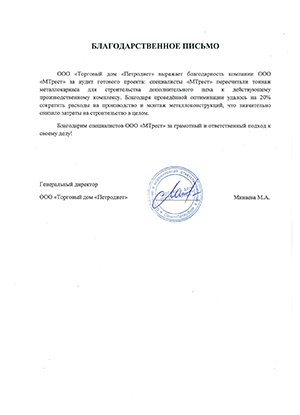 БЛАГОДАРСТВЕННОЕ ПИСЬМО
ООО «Торговый дом «Петродиет» выражает благодарность компании ООО
«МТрест» за аудит готового проекта: специалисты «МТрест» пересчитали тоннаж
металлокаркаса для строительства дополнительного цеха к действующему
производственному комплексу. Благодаря проведённой оптимизации удалось на 20%
сократить расходы на производство и монтаж металлоконструкций, что значительно
снизило затраты на строительство в целом.
Благодарим специалистов ООО «МТрест» за грамотный и ответственный подход к
своему делу!
Генеральный директор
ООО «Торговый дом «Петродиет»
Минаева М.А.